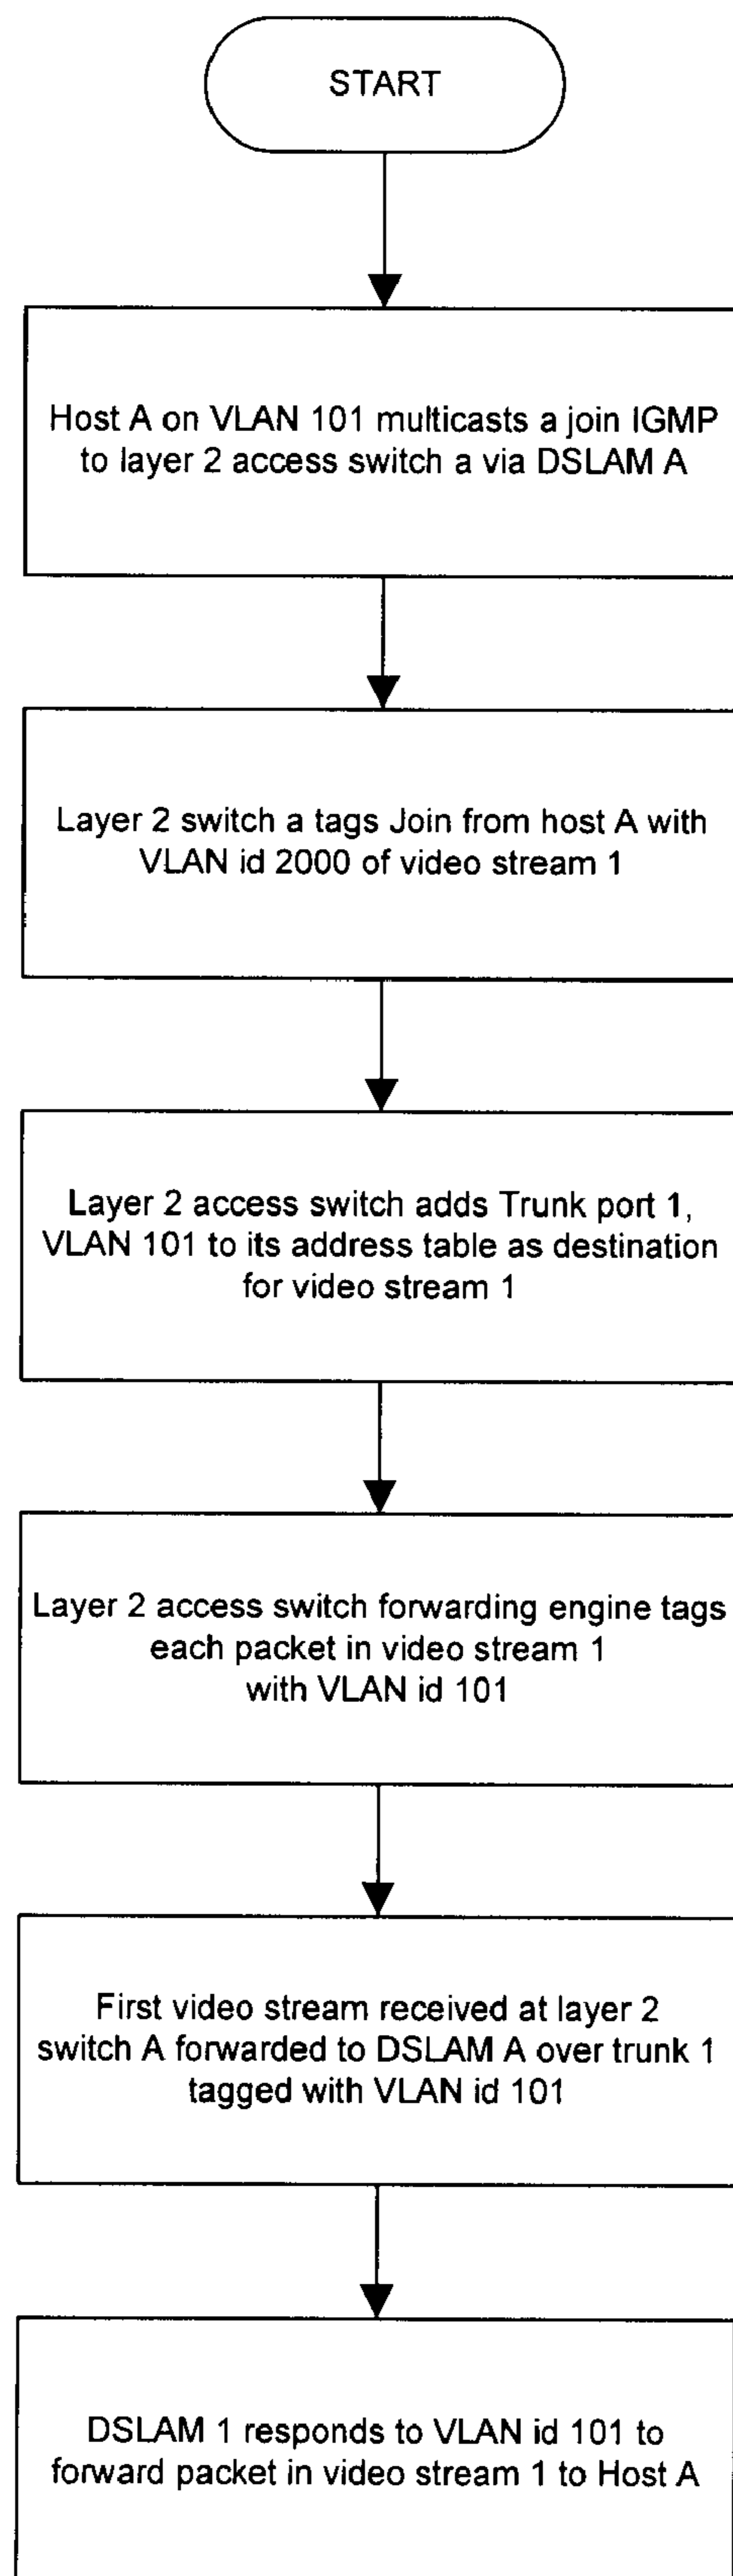 START
Host A on VLAN 101 multicasts a join IGMP
to layer 2 access switch a via DSLAM A
Layer 2 switch a tags Join from host A with
VLAN id 2000 of video stream 1
Layer 2 access switch adds Trunk port 1,
VLAN 101 to its address table as destination
for video stream 1
Layer 2 access switch forwarding engine tags
each packet in video stream 1
with VLAN id 101
First video stream received at layer 2
switch A forwarded to DSLAM A over trunk 1
tagged with VLAN id 101
DSLAM 1 responds to VLAN id 101 to
forward packet in video stream 1 to Host A